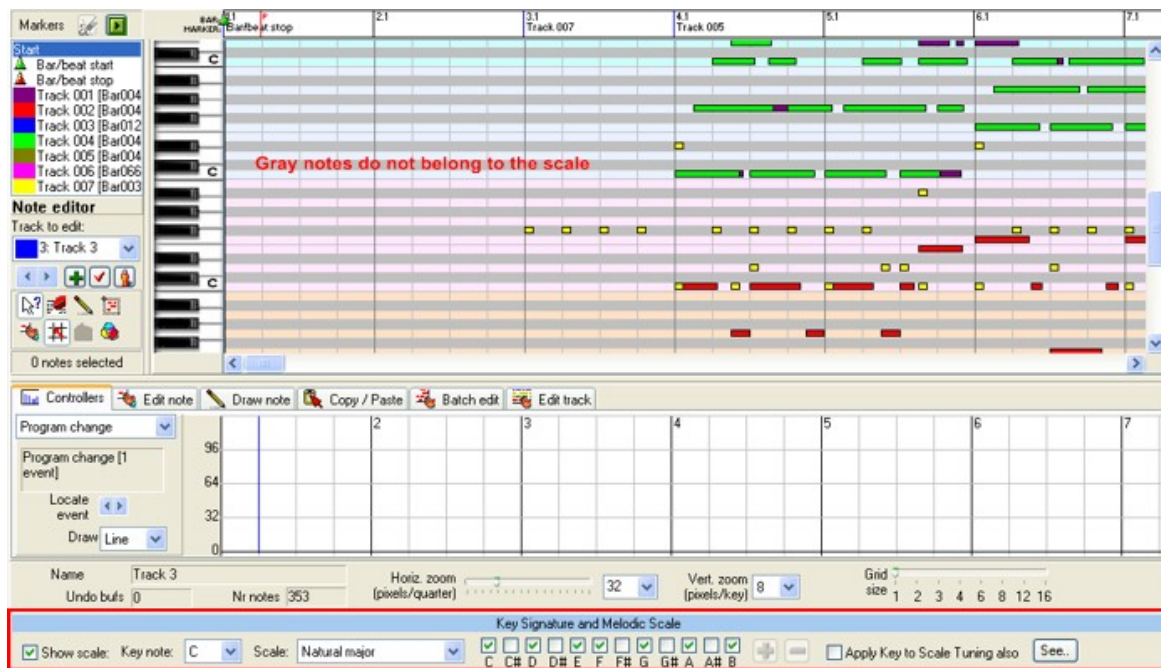 Markers
BAR:
MARKER:
1.1 2.1 3.1 4.1 5.1 6.1 7.1
Bar/beat stop Track 007 Track 005
Start
Bar/beat start
Bar/beat stop
Track 001 [Bar004
Track 002 [Bar004
Track 003 [Bar012
Track 004 [Bar004
Track 005 [Bar004
Track 006 [Bar066
Track 007 [Bar003
C
C
C
Gray notes do not belong to the scale
Note editor
Track to edit:
3: Track 3
0 notes selected
Controllers Edit note Draw note Copy / Paste Batch edit Edit track
Program change
2 3 4 5 6 7
Program change [1
event]
96
64
32
0
Locate
event
Draw Line
Name Track 3
Undo bufs 0 Nr notes 353
Horiz. zoom
(pixels/quarter)
32
Vert. zoom
(pixels/key)
8
Grid
size 1 2 3 4 6 8 12 16
Key Signature and Melodic Scale
Show scale: Key note: C Scale: Natural major
C C# D D# E F F# G G# A A# B
Apply Key to Scale Tuning also See..